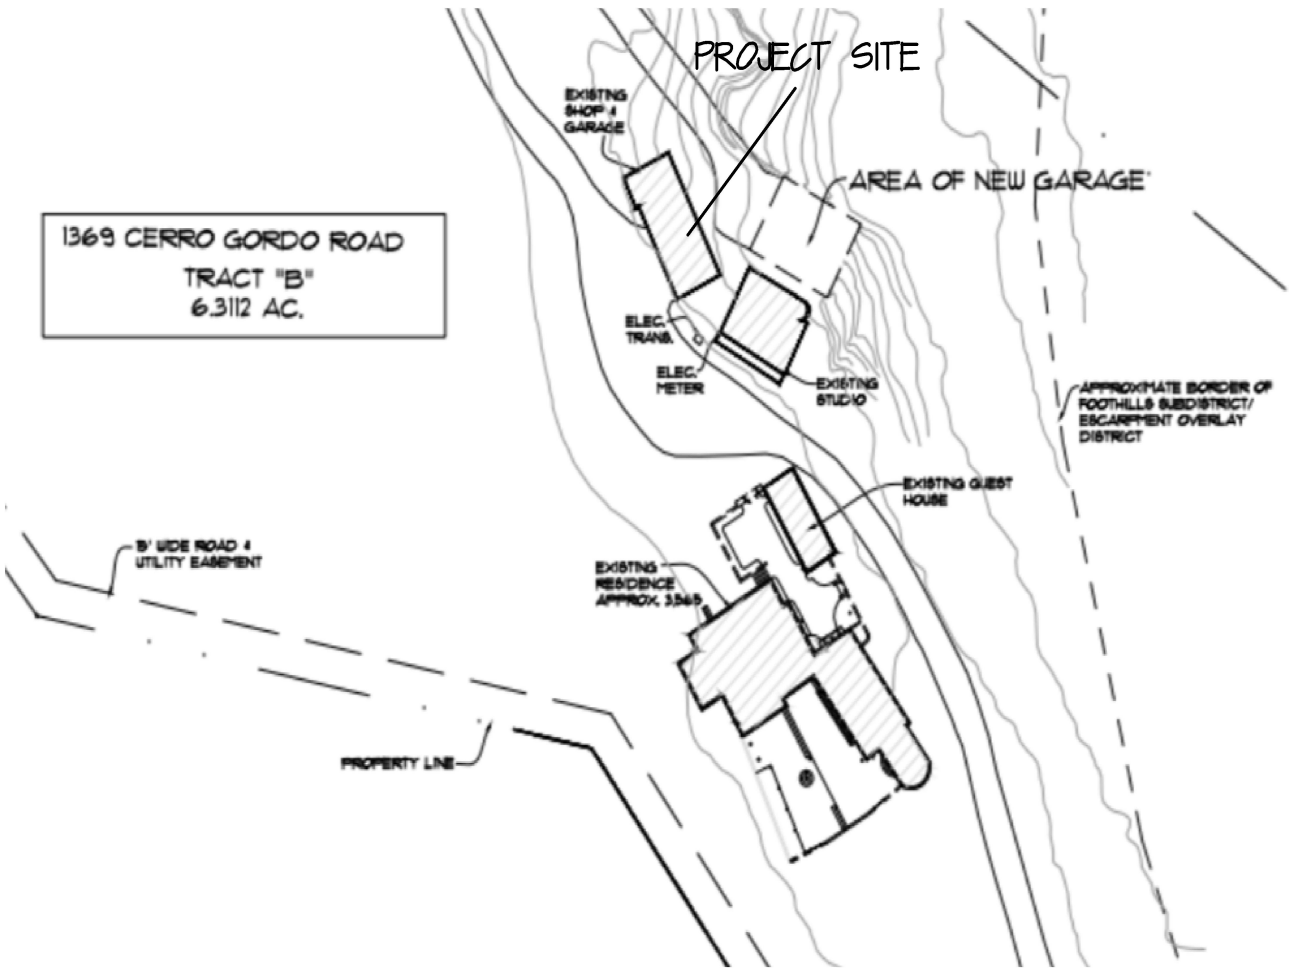 PROJECT SITE
EXISTING
SHOP &
GARAGE
AREA OF NEW GARAGE
1369 CERRO GORDO ROAD
TRACT "B"
6.3112 AC.
ELEC.
TRANS.
ELEC.
METER
EXISTING
STUDIO
APPROXIMATE BORDER OF
FOOTHILLS SUBDISTRICT/
ESCARPMENT OVERLAY
DISTRICT
EXISTING GUEST
HOUSE
WIDE ROAD &
UTILITY EASEMENT
EXISTING
RESIDENCE
APPROX.
PROPERTY LINE